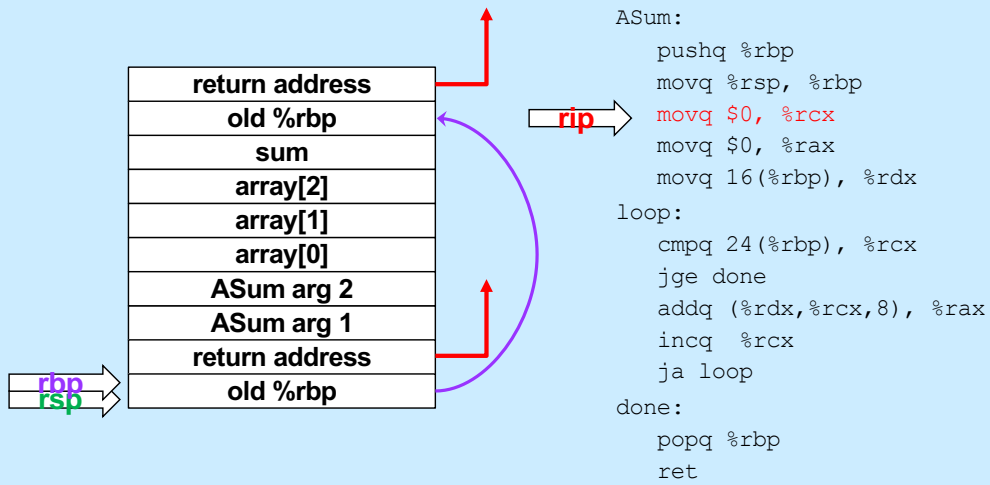 return address
old %rbp
sum
array[2]
array[1]
array[0]
ASum arg 2
ASum arg 1
return address
old %rbp
rbp
rsp
rip
ASum:
pushq %rbp
movq %rsp, %rbp
movq $0, %rcx
movq $0, %rax
movq 16(%rbp), %rdx
loop:
cmpq 24(%rbp), %rcx
jge done
addq (%rdx,%rcx,8), %rax
incq %rcx
ja loop
done:
popq %rbp
ret